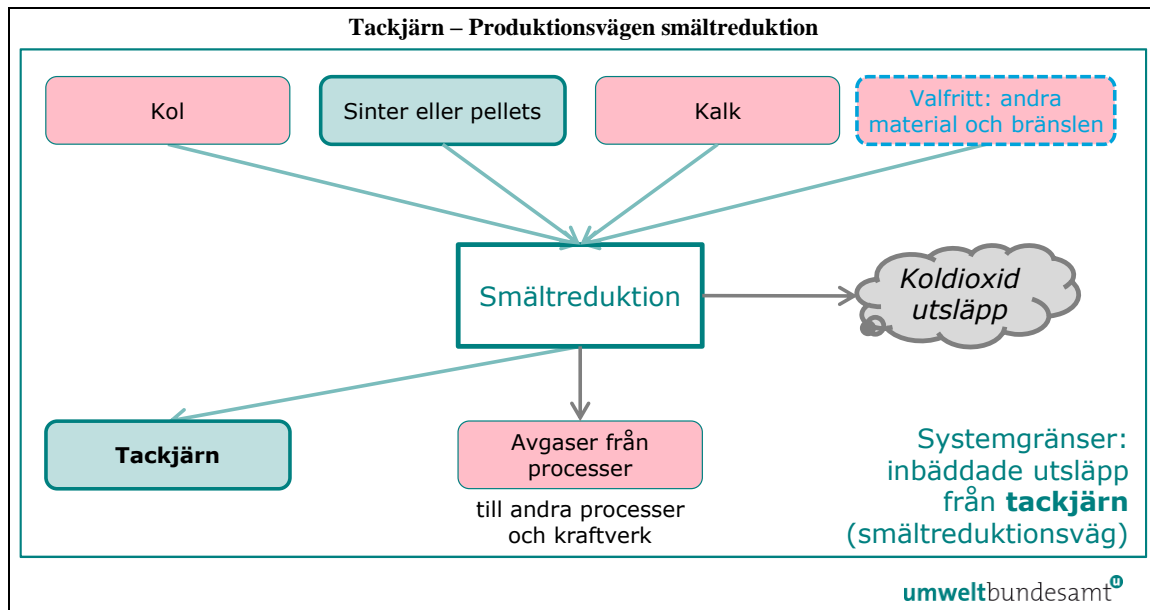 Tackjärn – Produktionsvägen smältreduktion
Kol
Sinter eller pellets
Kalk
Valfritt: andra
material och bränslen
Smältreduktion
Koldioxid
utsläpp
Tackjärn
Avgaser från
processer
till andra processer
och kraftverk
Systemgränser:
inbäddade utsläpp
från tackjärn
(smältreduktionsväg)
umweltbundesamt